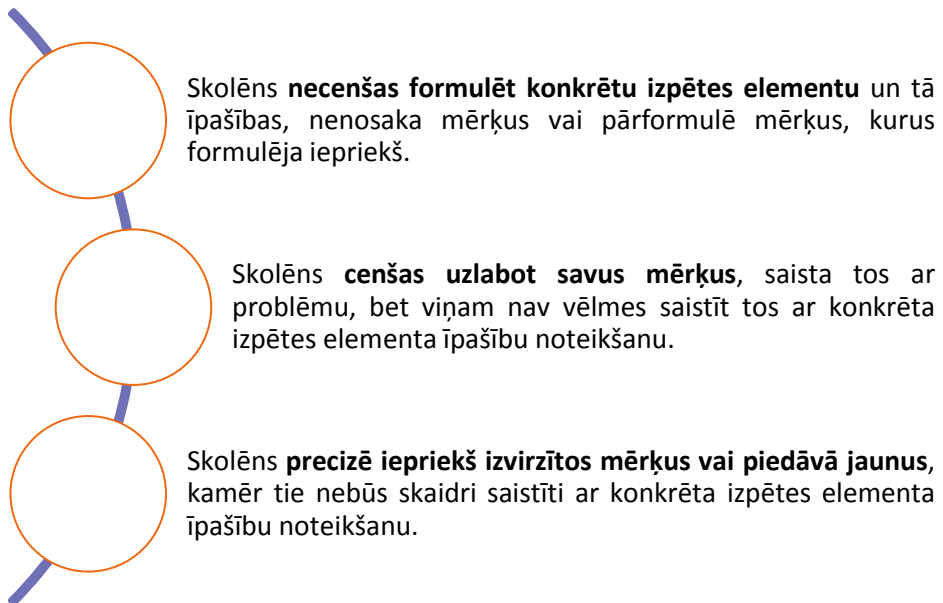 Skolēns necenšas formulēt konkrētu izpētes elementu un tā
īpašības, nenosaka mērķus vai pārformulē mērķus, kurus
formulēja iepriekš.
Skolēns cenšas uzlabot savus mērķus, saista tos ar
problēmu, bet viņam nav vēlmes saistīt tos ar konkrēta
izpētes elementa īpašību noteikšanu.
Skolēns precizē iepriekš izvirzītos mērķus vai piedāvā jaunus,
kamēr tie nebūs skaidri saistīti ar konkrēta izpētes elementa
īpašību noteikšanu.